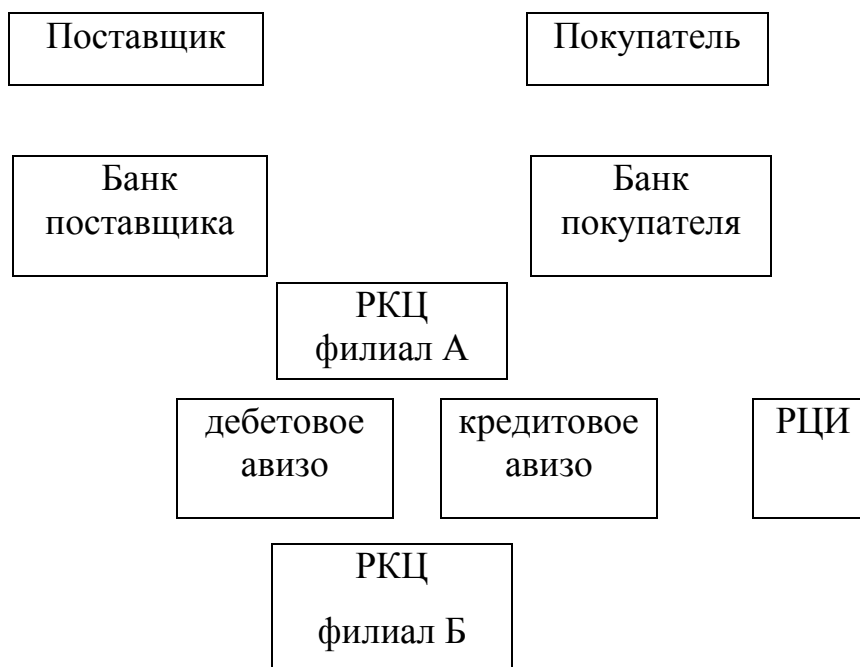 Поставщик
Покупатель
Банк
поставщика
Банк
покупателя
РКЦ
филиал А
дебетовое
авизо
кредитовое
авизо
РЦИ
РКЦ
филиал Б